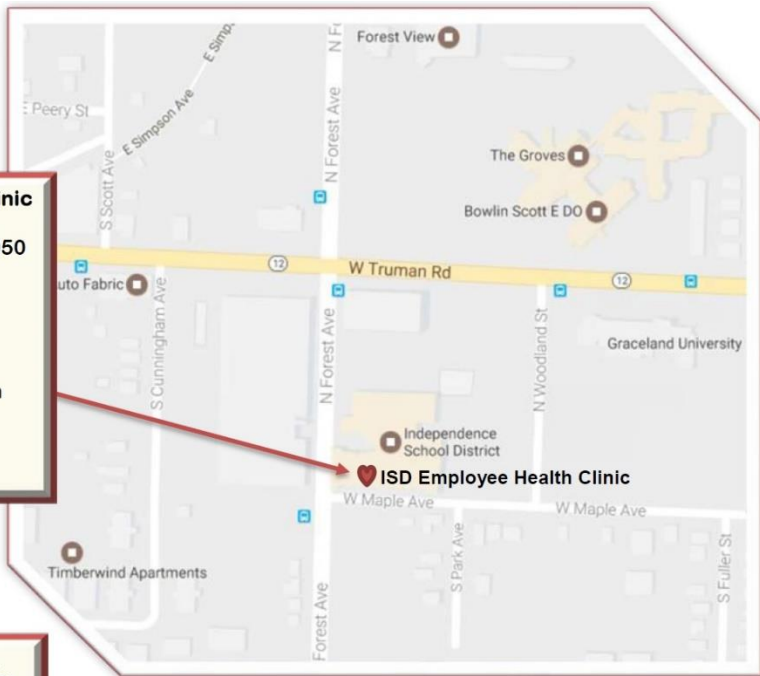 Forest View
N F
E Simp
E Peery St
E Simpson Ave
N Forest Ave
S Scott Ave
The Groves
Bowlin Scott E DO
50
12
W Truman Rd
12
uto Fabric
S Cunningham Ave
N Forest Ave
N Woodland St
Graceland University
Independence
School District
ISD Employee Health Clinic
W Maple Ave
W Maple Ave
S Park Ave
S Fuller St
Timberwind Apartments
Forest Ave